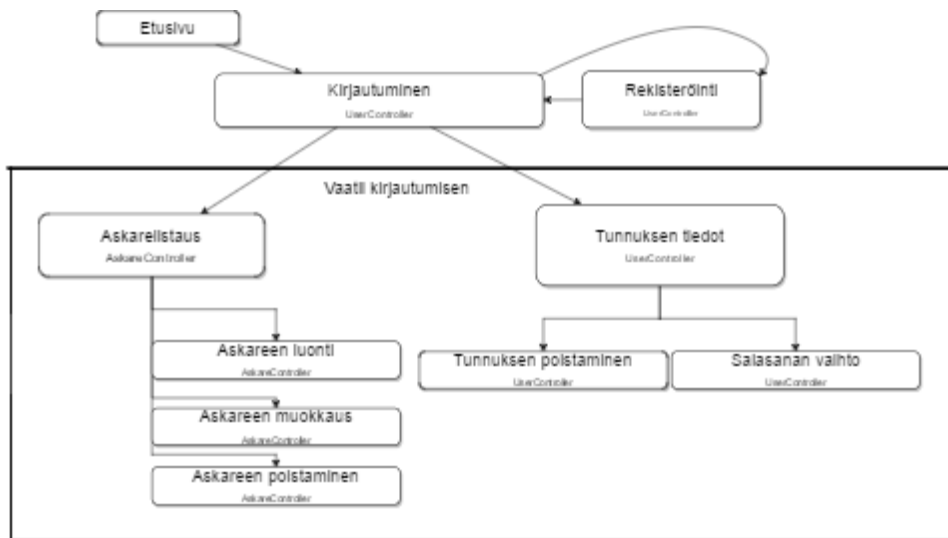 Etusivu
Kirjautuminen
UserController
Rekisteröinti
UserController
Vaatii kirjautumisen
Askarelistaus
AskareController
Tunnuksen tiedot
UserController
Askareen luonti
AskareController
Tunnuksen poistaminen
UserController
Salasanan vaihto
UserController
Askareen muokkaus
AskareController
Askareen poistaminen
AskareController